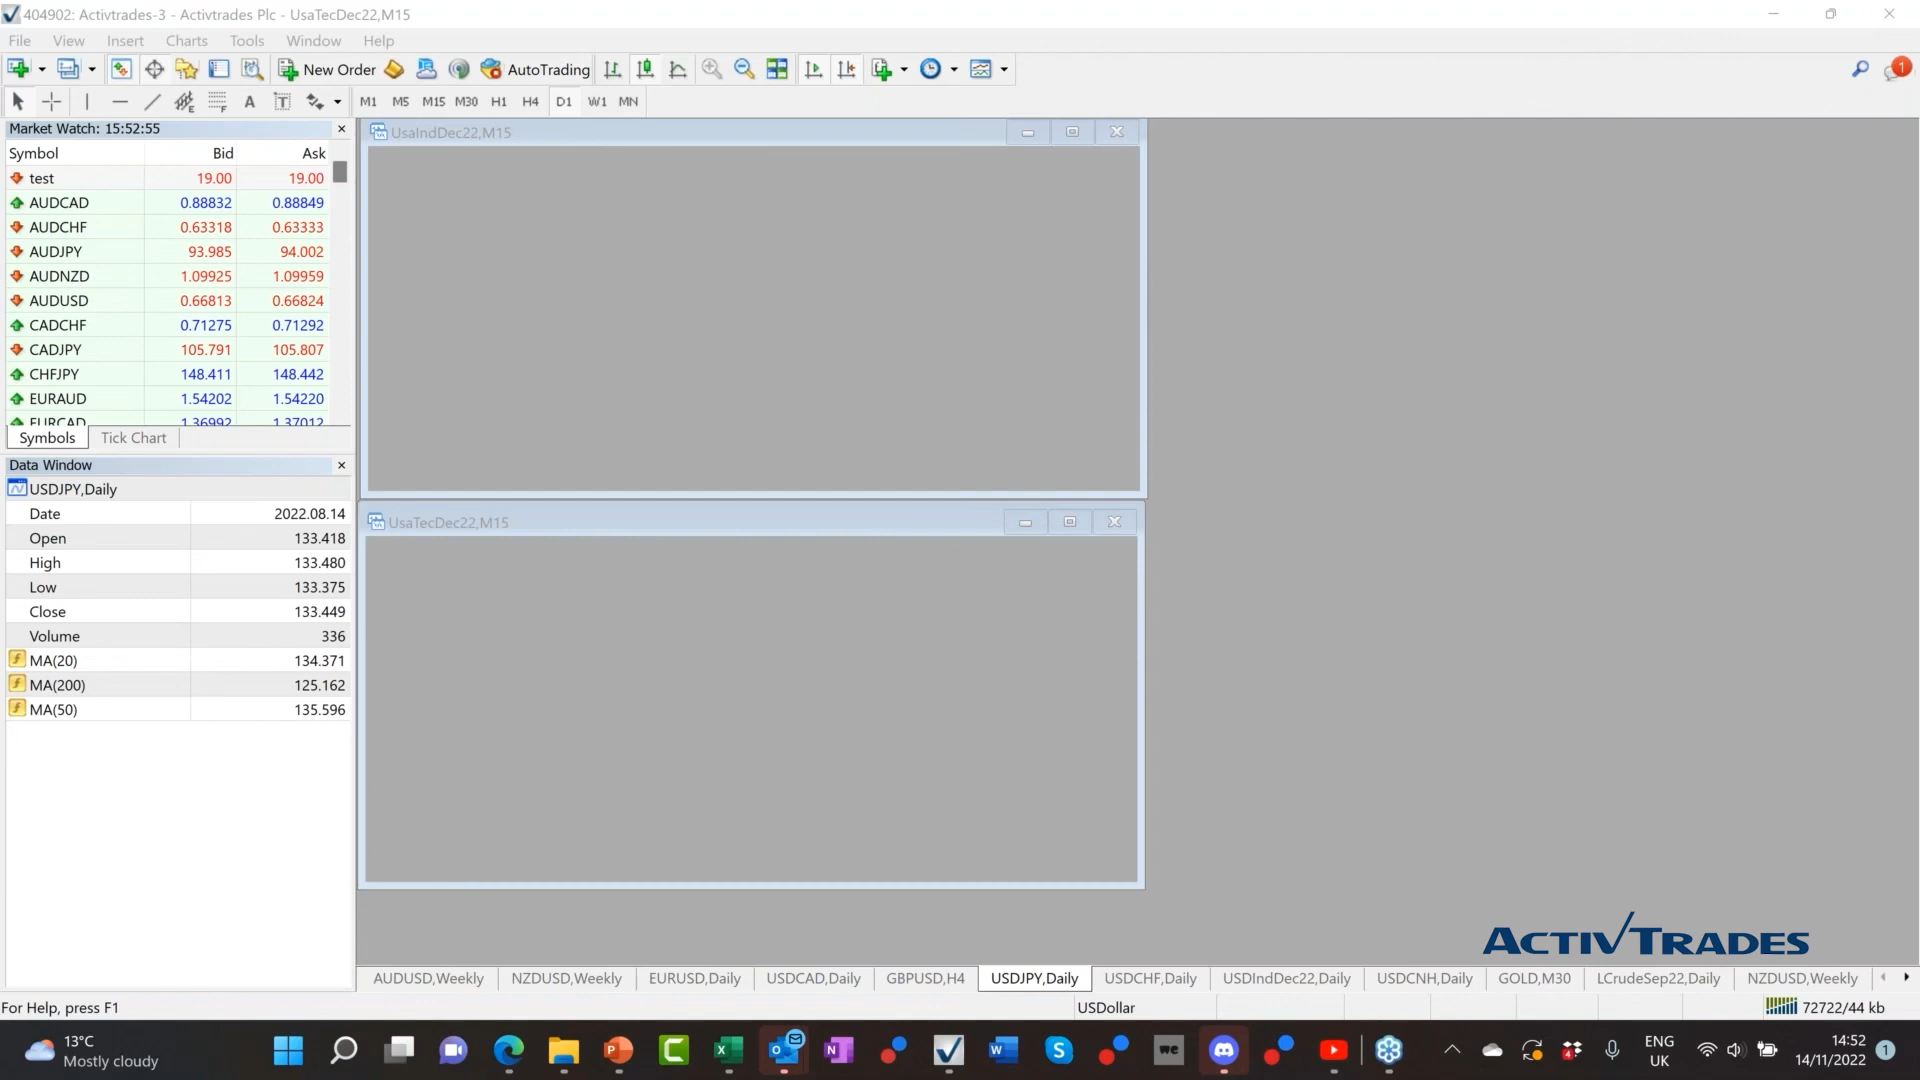 404902: Activtrades-3 - Activtrades Plc - UsaTecDec22,M15
File View Insert Charts Tools Window Help
New Order AutoTrading
1
A T M1 M5 M15 M30 H1 H4 D1 W1 MN
Market Watch: 15:52:55
Symbol Bid Ask
test 19.00 19.00
AUDCAD 0.88832 0.88849
AUDCHF 0.63318 0.63333
AUDJPY 93.985 94.002
AUDNZD 1.09925 1.09959
AUDUSD 0.66813 0.66824
CADCHF 0.71275 0.71292
CADJPY 105.791 105.807
CHFJPY 148.411 148.442
EURAUD 1.54202 1.54220
EURCAD 1.36992 1.37012
Symbols Tick Chart
Data Window
USDJPY,Daily
Date 2022.08.14
Open 133.418
High 133.480
Low 133.375
Close 133.449
Volume 336
MA(20) 134.371
MA(200) 125.162
MA(50) 135.596
UsaIndDec22,M15
UsaTecDec22,M15
ACTIVTRADES
AUDUSD,Weekly NZDUSD,Weekly EURUSD,Daily USDCAD,Daily GBPUSD,H4 USDJPY,Daily USDCHF,Daily USDIndDec22,Daily USDCNH,Daily GOLD,M30 LCrudeSep22,Daily NZDUSD,Weekly
For Help, press F1 USDollar 72722/44 kb
13°C
Mostly cloudy
we
ENG
UK
14:52
14/11/2022
1